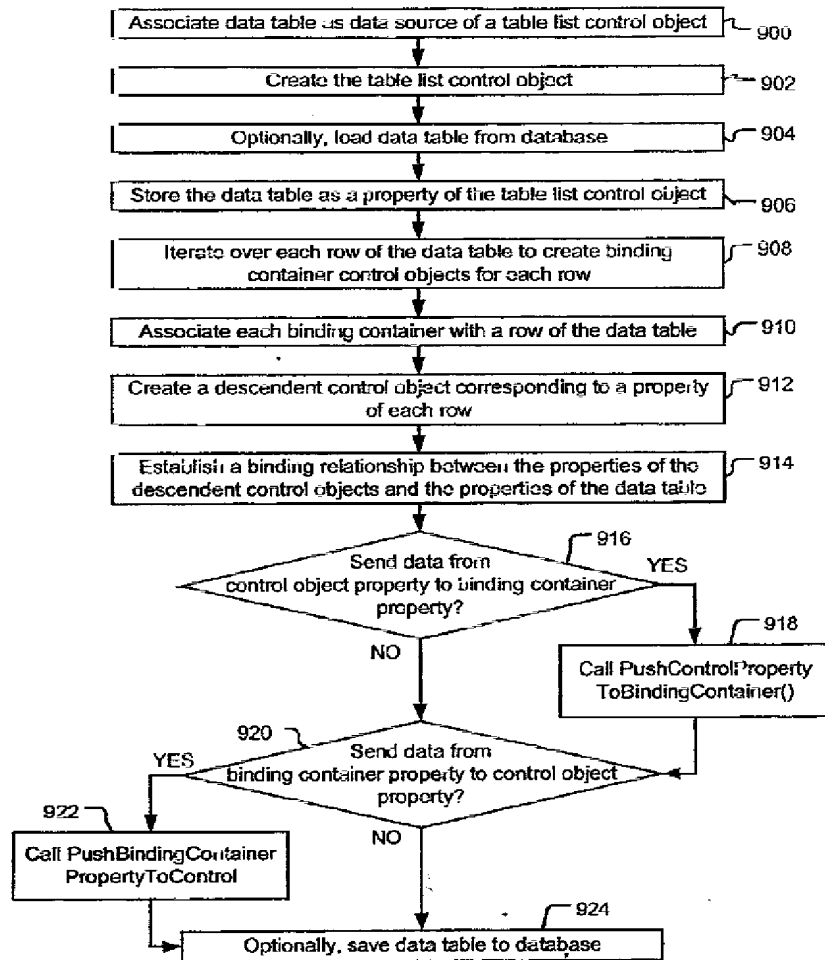 Associate data table as data source of a table list control object
900
Create the table list control object
902
Optionally, load data table from database
904
Store the data table as a property of the table list control object
906
Iterate over each row of the data table to create binding
container control objects for each row
908
Associate each binding container with a row of the data table
910
Create a descendent control object corresponding to a property
of each row
912
Establish a binding relationship between the properties of the
descendent control objects and the properties of the data table
914
916
Send data from
control object property to binding container
property?
YES
NO
918
Call PushControlProperty
ToBindingContainer()
920
Send data from
binding container property to control object
property?
YES
NO
922
Call PushBindingContainer
PropertyToControl
924
Optionally, save data table to database